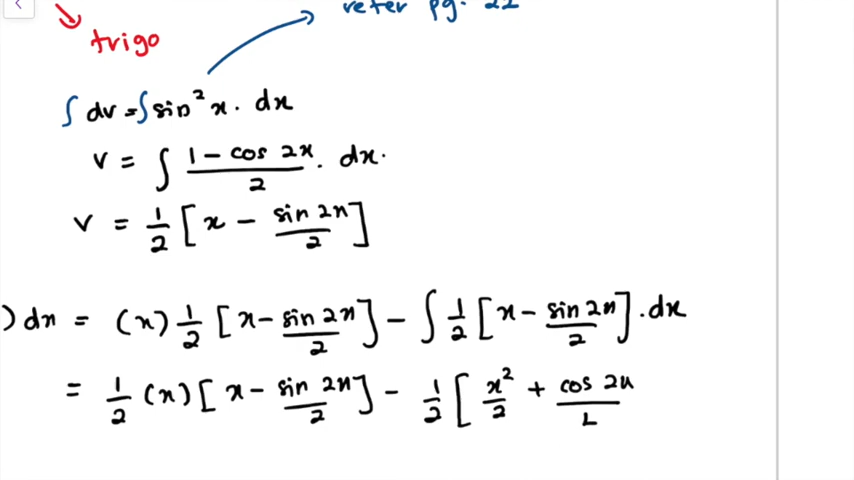 refer pg. 22
trigo
∫ dv = ∫ sin² x . dx
v = ∫ (1 − cos 2x)/2 . dx.
v = 1/2 [x − (sin 2x)/2]
) dx = (x) 1/2 [x − (sin 2x)/2] − ∫ 1/2 [x − (sin 2x)/2] . dx
= 1/2 (x) [x − (sin 2x)/2] − 1/2 [x²/2 + cos 2x